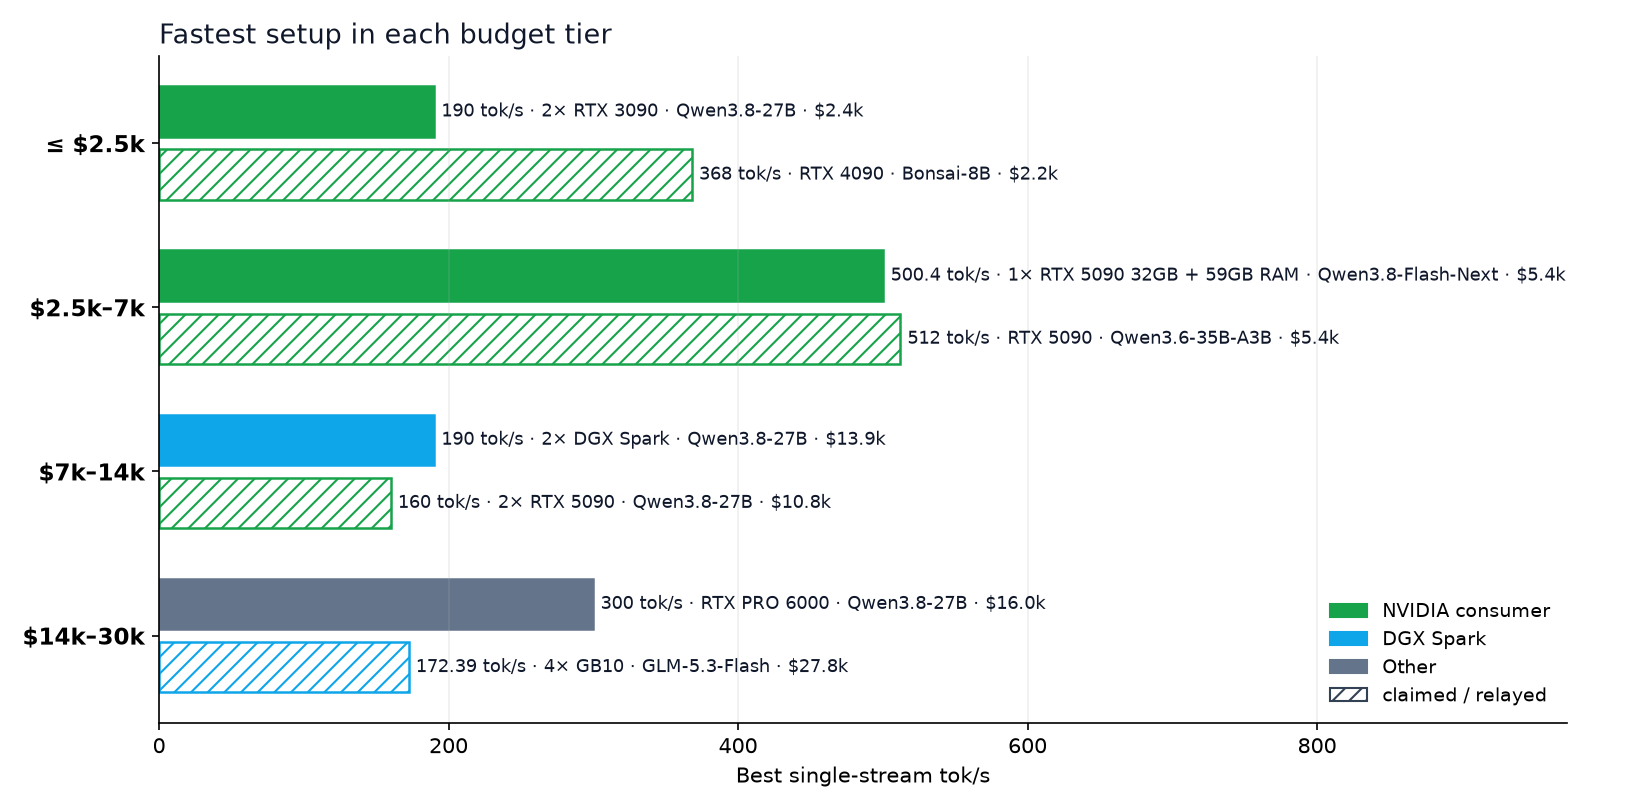 Fastest setup in each budget tier
190 tok/s · 2× RTX 3090 · Qwen3.8-27B · $2.4k
≤ $2.5k
368 tok/s · RTX 4090 · Bonsai-8B · $2.2k
500.4 tok/s · 1× RTX 5090 32GB + 59GB RAM · Qwen3.8-Flash-Next · $5.4k
$2.5k–7k
512 tok/s · RTX 5090 · Qwen3.6-35B-A3B · $5.4k
190 tok/s · 2× DGX Spark · Qwen3.8-27B · $13.9k
$7k–14k
160 tok/s · 2× RTX 5090 · Qwen3.8-27B · $10.8k
300 tok/s · RTX PRO 6000 · Qwen3.8-27B · $16.0k
$14k–30k
172.39 tok/s · 4× GB10 · GLM-5.3-Flash · $27.8k
NVIDIA consumer
DGX Spark
Other
claimed / relayed
0 200 400 600 800
Best single-stream tok/s